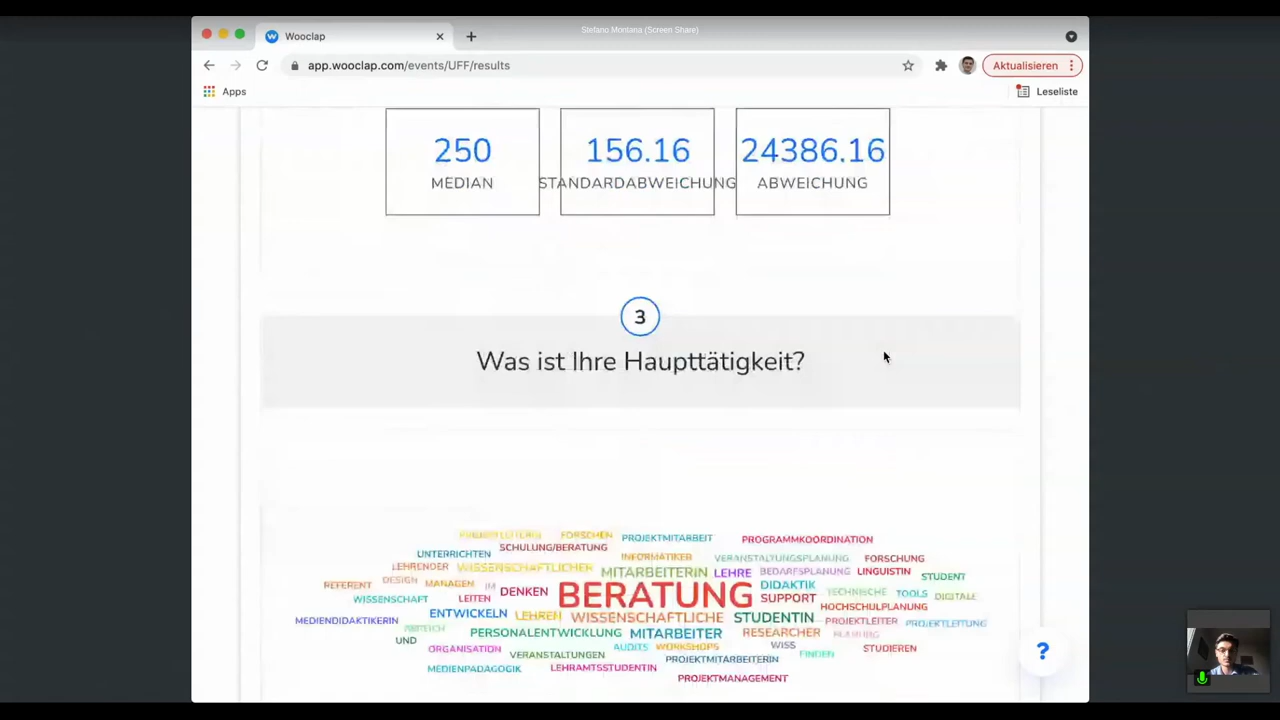 Wooclap
Stefano Montana (Screen Share)
app.wooclap.com/events/UFF/results
Aktualisieren
Apps
Leseliste
250
156.16
24386.16
MEDIAN
STANDARDABWEICHUNG
ABWEICHUNG
3
Was ist Ihre Haupttätigkeit?
FORSCHEN PROJEKTMITARBEIT PROGRAMMKOORDINATION
UNTERRICHTEN SCHULUNG/BERATUNG INFORMATIKER VERANSTALTUNGSPLANUNG FORSCHUNG
LEHRENDER WISSENSCHAFTLICHER MITARBEITERIN LEHRE BEDARFSPLANUNG LINGUISTIN STUDENT
REFERENT DESIGN MANAGEN IM DENKEN BERATUNG DIDAKTIK TECHNISCHE TOOLS DIGITALE
WISSENSCHAFT LEITEN SUPPORT HOCHSCHULPLANUNG
MEDIENDIDAKTIKERIN ENTWICKELN LEHREN WISSENSCHAFTLICHE STUDENTIN PROJEKTLEITER PROJEKTLEITUNG
UND PERSONALENTWICKLUNG MITARBEITER RESEARCHER PLANUNG
ORGANISATION VERANSTALTUNGEN AUDITS WORKSHOPS WISS FINDEN STUDIEREN
MEDIENPADAGOGIK LEHRAMTSSTUDENTIN PROJEKTMITARBEITERIN
PROJEKTMANAGEMENT
?